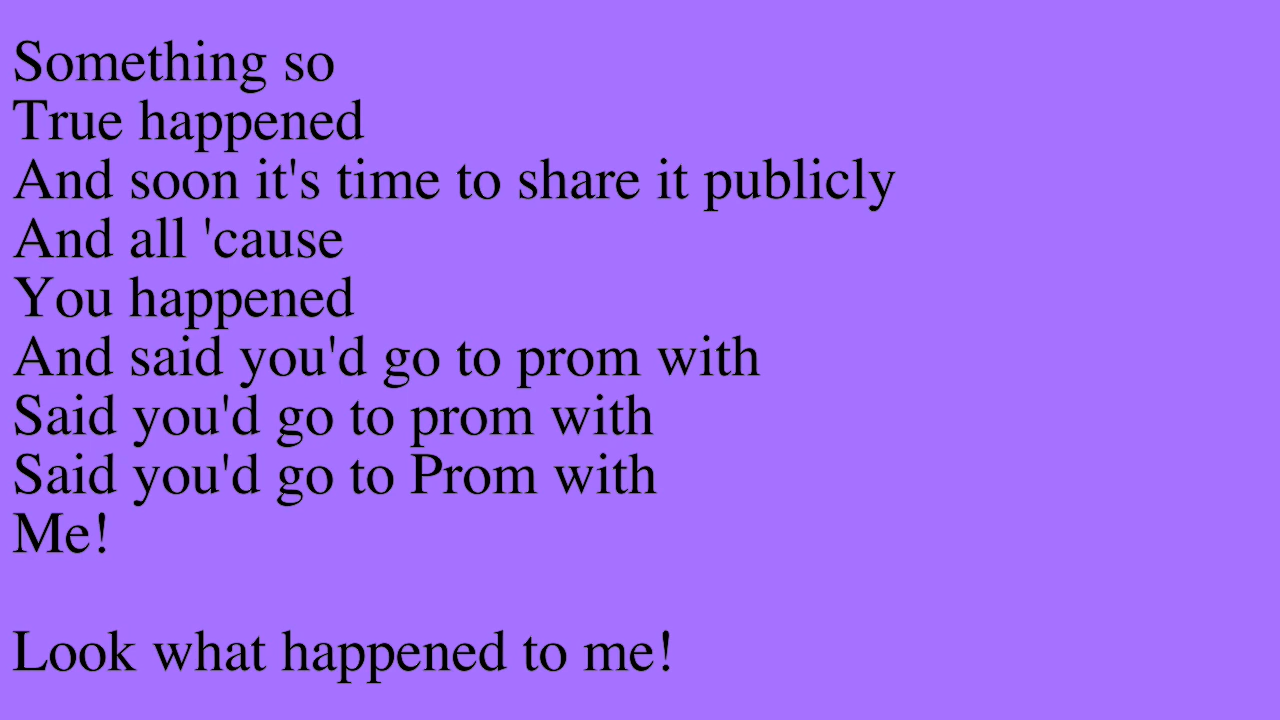 Something so
True happened
And soon it's time to share it publicly
And all 'cause
You happened
And said you'd go to prom with
Said you'd go to prom with
Said you'd go to Prom with
Me!

Look what happened to me!